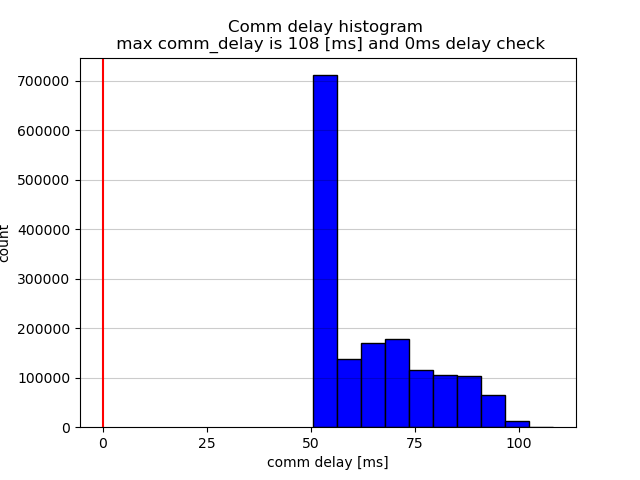 Comm delay histogram
max comm_delay is 108 [ms] and 0ms delay check
700000
600000
500000
400000
300000
200000
100000
0
count
0 25 50 75 100
comm delay [ms]